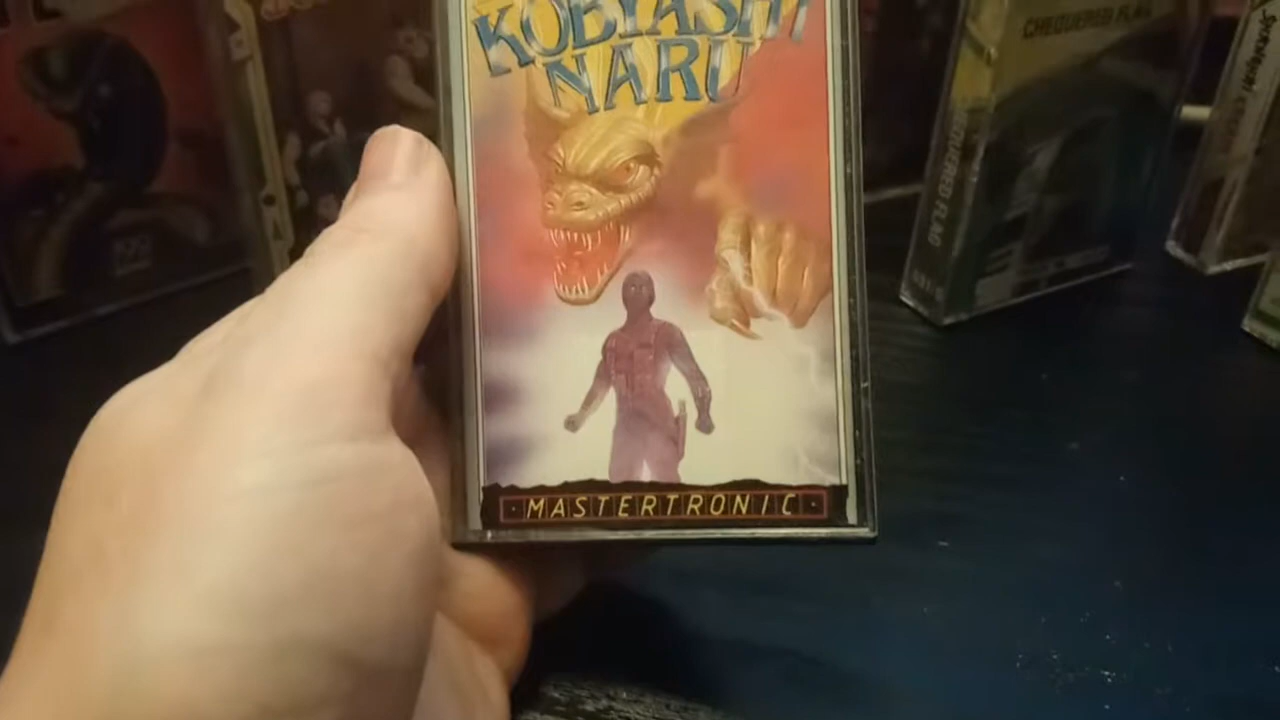 KOBYASHI
NARU
MASTERTRONIC
CHEQUERED FLAG
CHEQUERED FLAG